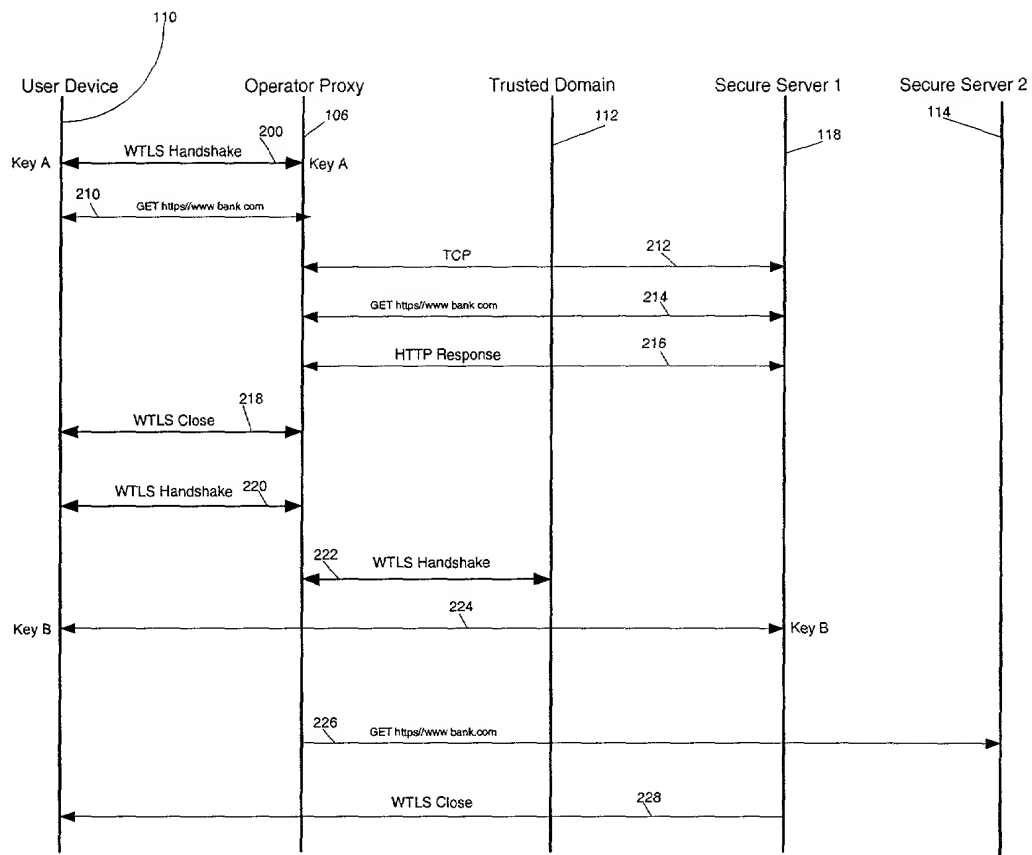 110
User Device Operator Proxy Trusted Domain Secure Server 1 Secure Server 2
106 112 118 114
Key A WTLS Handshake 200 Key A
210 GET https//www bank com
TCP 212
GET https//www bank com 214
HTTP Response 216
WTLS Close 218
WTLS Handshake 220
222 WTLS Handshake
Key B 224 Key B
226 GET https//www bank.com
WTLS Close 228